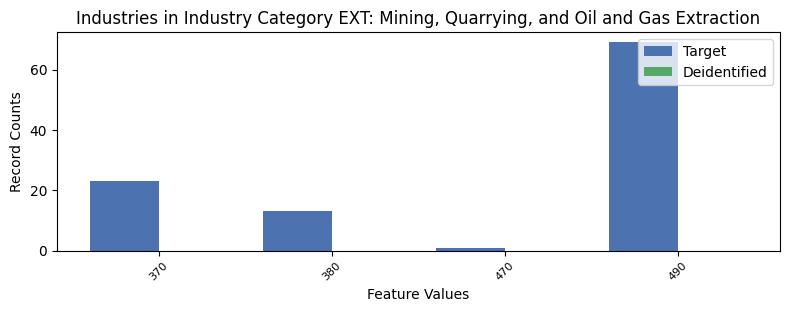 Industries in Industry Category EXT: Mining, Quarrying, and Oil and Gas Extraction
Target
Deidentified
Record Counts
60
40
20
0
370
380
470
490
Feature Values